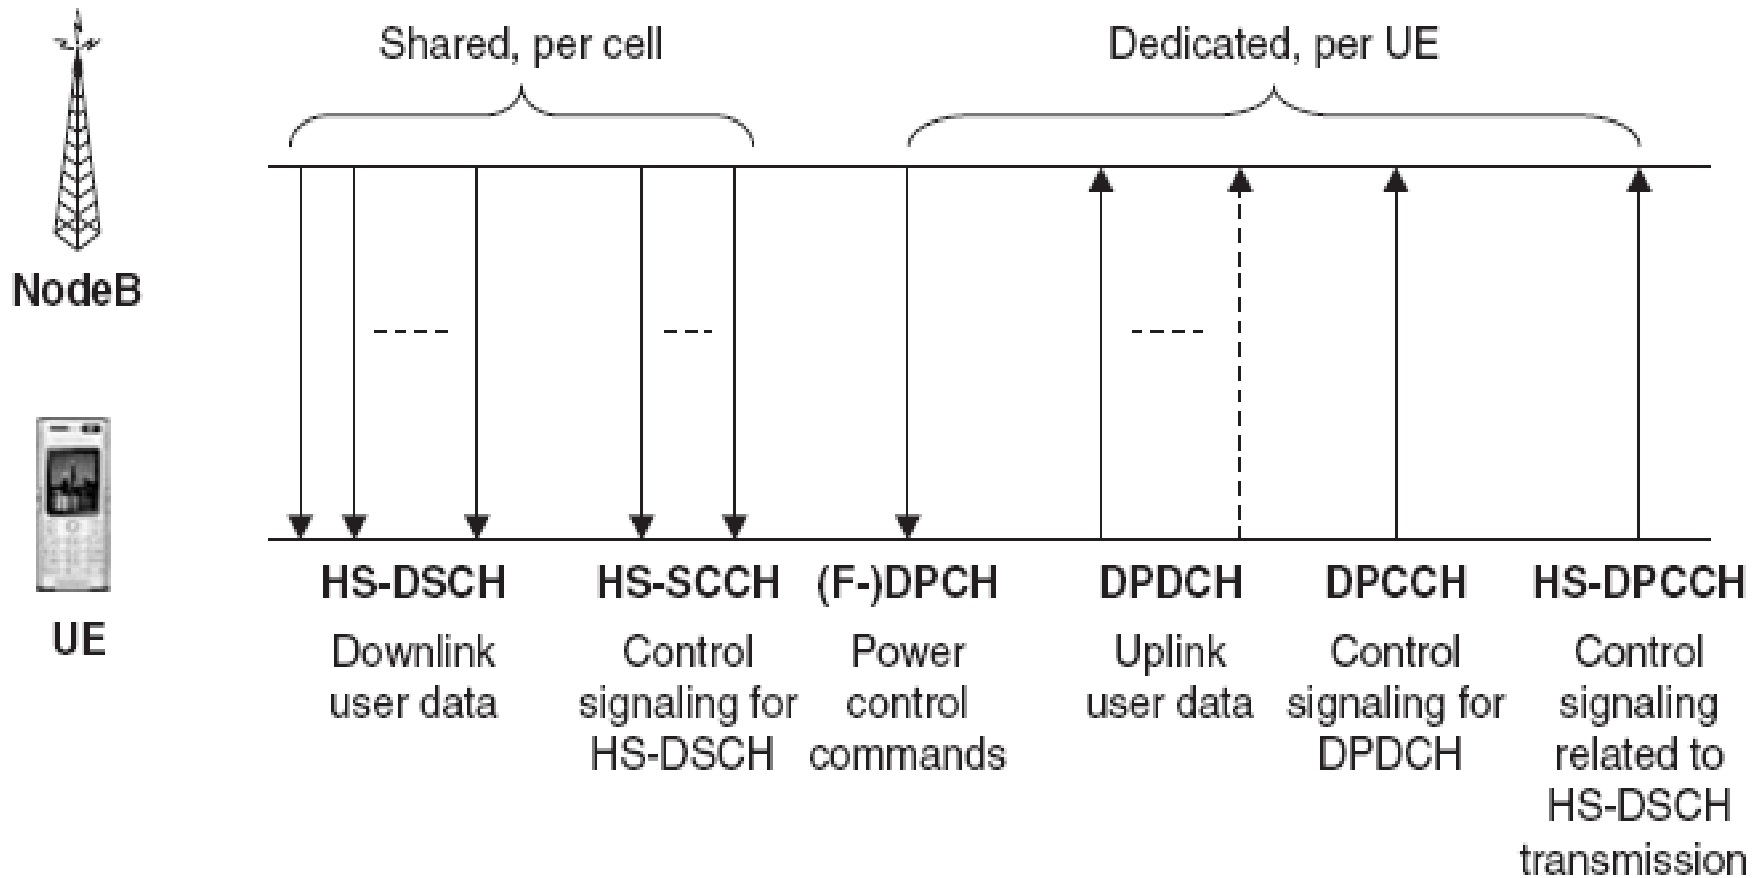 Shared, per cell
Dedicated, per UE
NodeB
UE
HS-DSCH
Downlink
user data
HS-SCCH
Control
signaling for
HS-DSCH
(F-)DPCH
Power
control
commands
DPDCH
Uplink
user data
DPCCH
Control
signaling for
DPDCH
HS-DPCCH
Control
signaling
related to
HS-DSCH
transmission